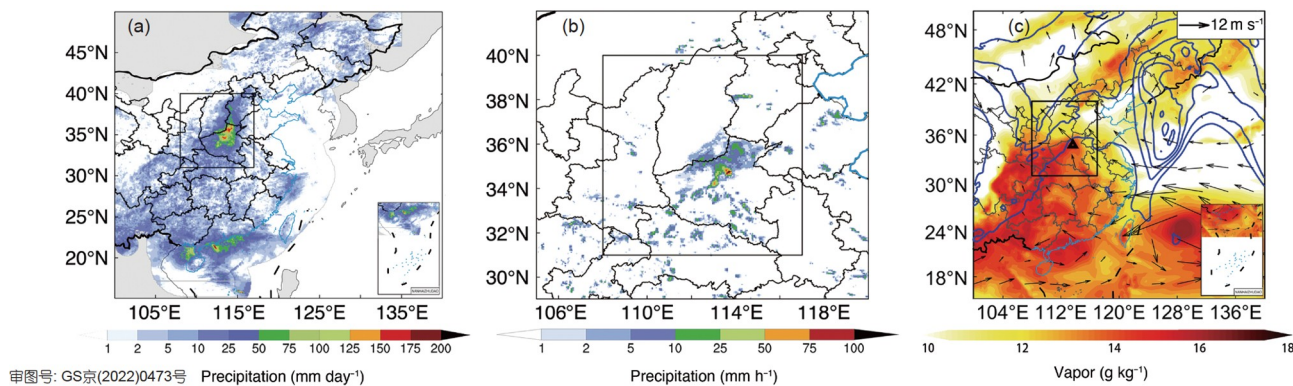 (a)
50°N
45°N
40°N
35°N
30°N
25°N
20°N
105°E 115°E 125°E 135°E
1 2 5 10 25 50 75 100 125 150 175 200
审图号: GS京(2022)0473号 Precipitation (mm day⁻¹)
(b)
40°N
38°N
36°N
34°N
32°N
30°N
106°E 110°E 114°E 118°E
1 2 5 10 25 50 75 100
Precipitation (mm h⁻¹)
(c)
12 m s⁻¹
48°N
42°N
36°N
30°N
24°N
18°N
104°E 112°E 120°E 128°E 136°E
10 12 14 16 18
Vapor (g kg⁻¹)